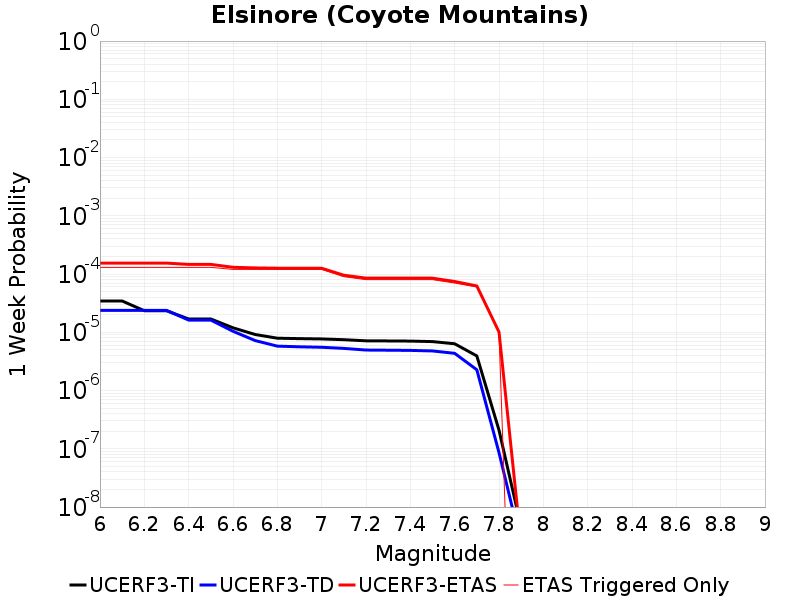 Elsinore (Coyote Mountains)
1 Week Probability
10^0
10^-1
10^-2
10^-3
10^-4
10^-5
10^-6
10^-7
10^-8
6 6.2 6.4 6.6 6.8 7 7.2 7.4 7.6 7.8 8 8.2 8.4 8.6 8.8 9
Magnitude
UCERF3-TI UCERF3-TD UCERF3-ETAS ETAS Triggered Only